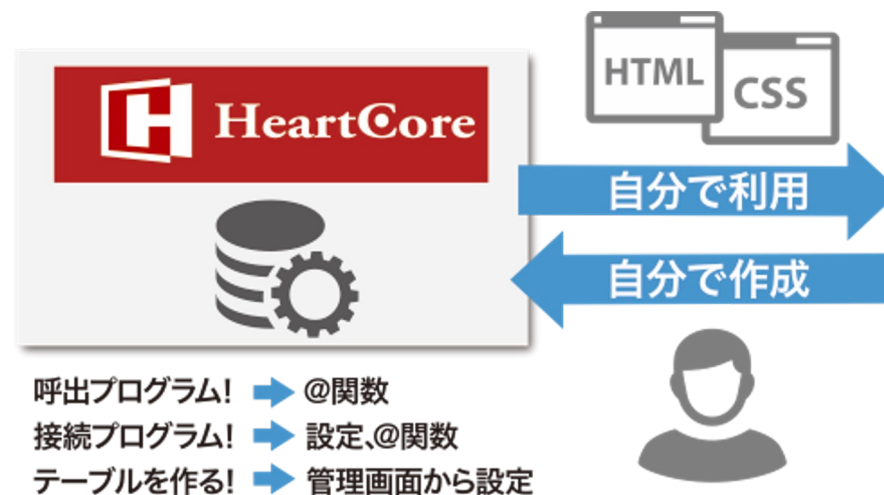 HeartCore
HTML
CSS
自分で利用
自分で作成
呼出プログラム! @関数
接続プログラム! 設定、@関数
テーブルを作る! 管理画面から設定